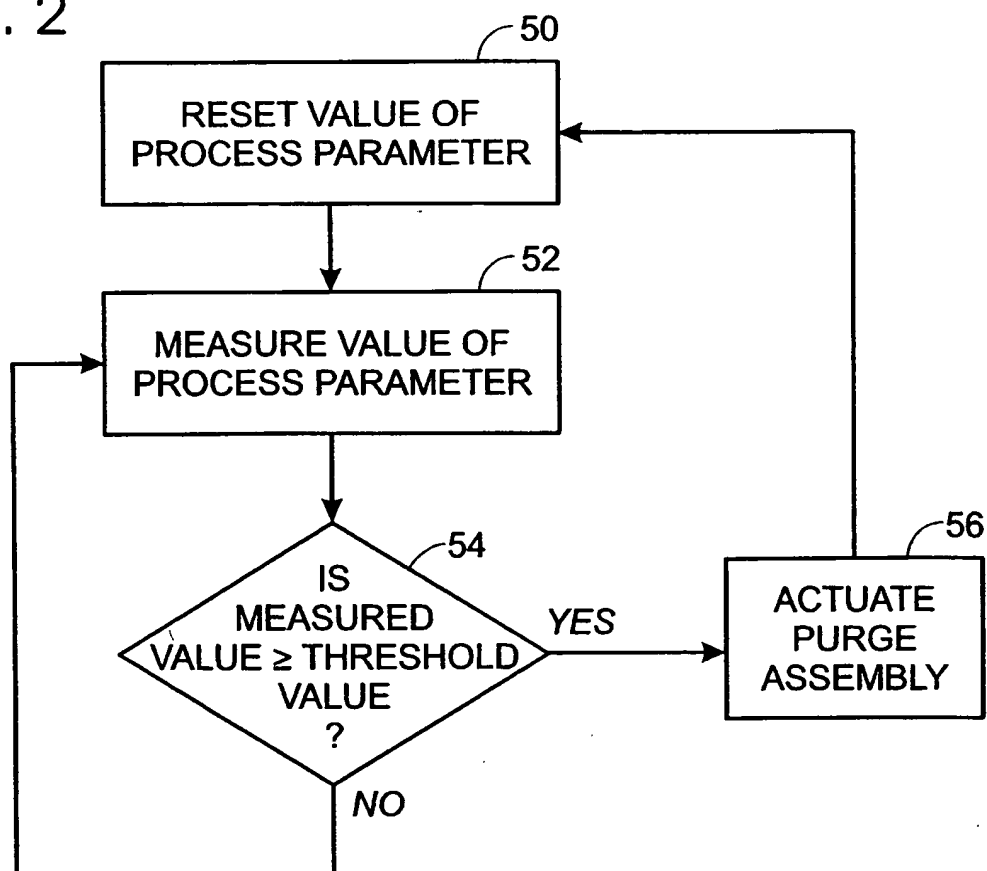 . 2
50
RESET VALUE OF
PROCESS PARAMETER
52
MEASURE VALUE OF
PROCESS PARAMETER
54
IS
MEASURED
VALUE ≥ THRESHOLD
VALUE
?
YES
56
ACTUATE
PURGE
ASSEMBLY
NO